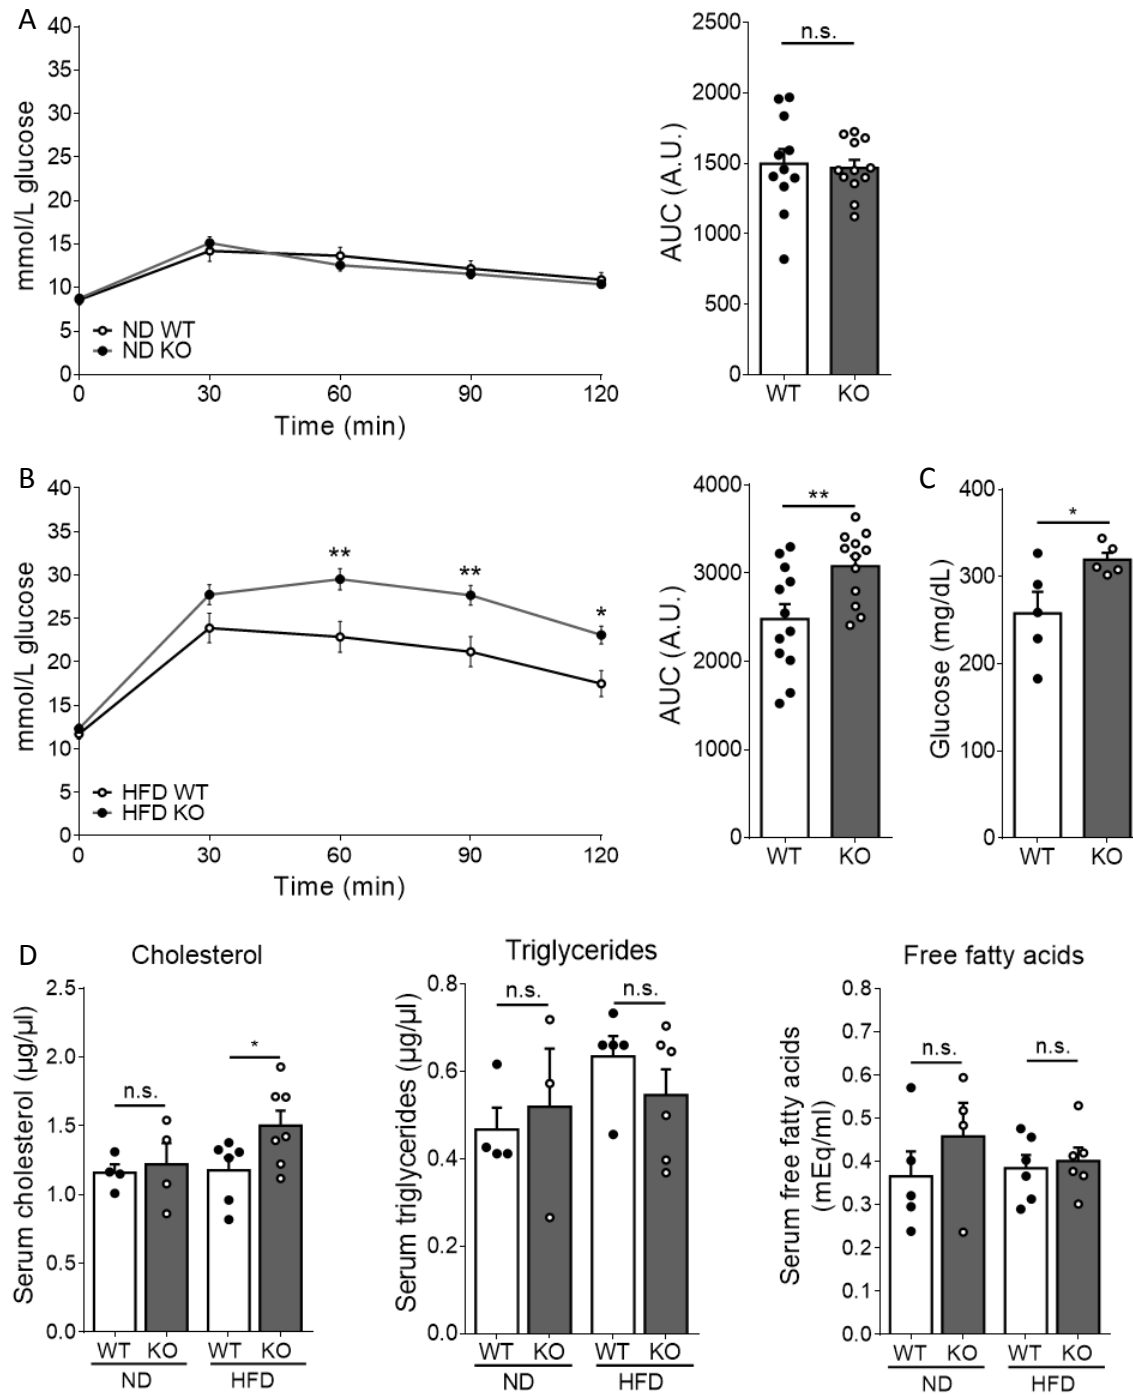 A
mmol/L glucose
40
35
30
25
20
15
10
5
0
ND WT
ND KO
0 30 60 90 120
Time (min)
AUC (A.U.)
2500
2000
1500
1000
500
0
n.s.
WT KO
B
mmol/L glucose
40
35
30
25
20
15
10
5
0
** ** *
HFD WT
HFD KO
0 30 60 90 120
Time (min)
AUC (A.U.)
4000
3000
2000
1000
0
**
WT KO
C
Glucose (mg/dL)
400
300
200
100
0
*
WT KO
D
Cholesterol
Serum cholesterol (µg/µl)
2.5
2.0
1.5
1.0
0.5
0.0
n.s. *
WT KO WT KO
ND HFD
Triglycerides
Serum triglycerides (µg/µl)
0.8
0.6
0.4
0.2
0.0
n.s. n.s.
WT KO WT KO
ND HFD
Free fatty acids
Serum free fatty acids
(mEq/ml)
0.8
0.7
0.6
0.5
0.4
0.3
0.2
0.1
0.0
n.s. n.s.
WT KO WT KO
ND HFD